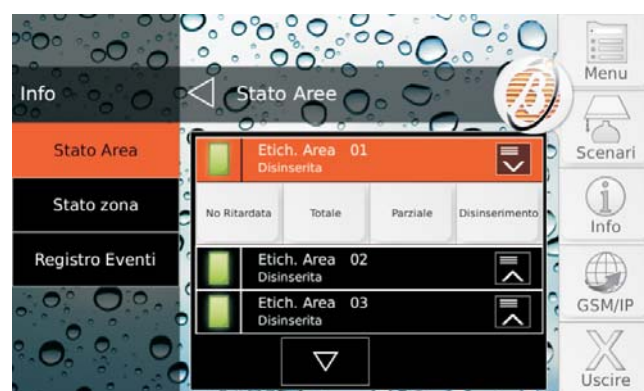 Info
Stato Aree
Stato Area
Stato zona
Registro Eventi
Etich. Area 01
Disinserita
No Ritardata
Totale
Parziale
Disinserimento
Etich. Area 02
Disinserita
Etich. Area 03
Disinserita
Menu
Scenari
Info
GSM/IP
Uscire